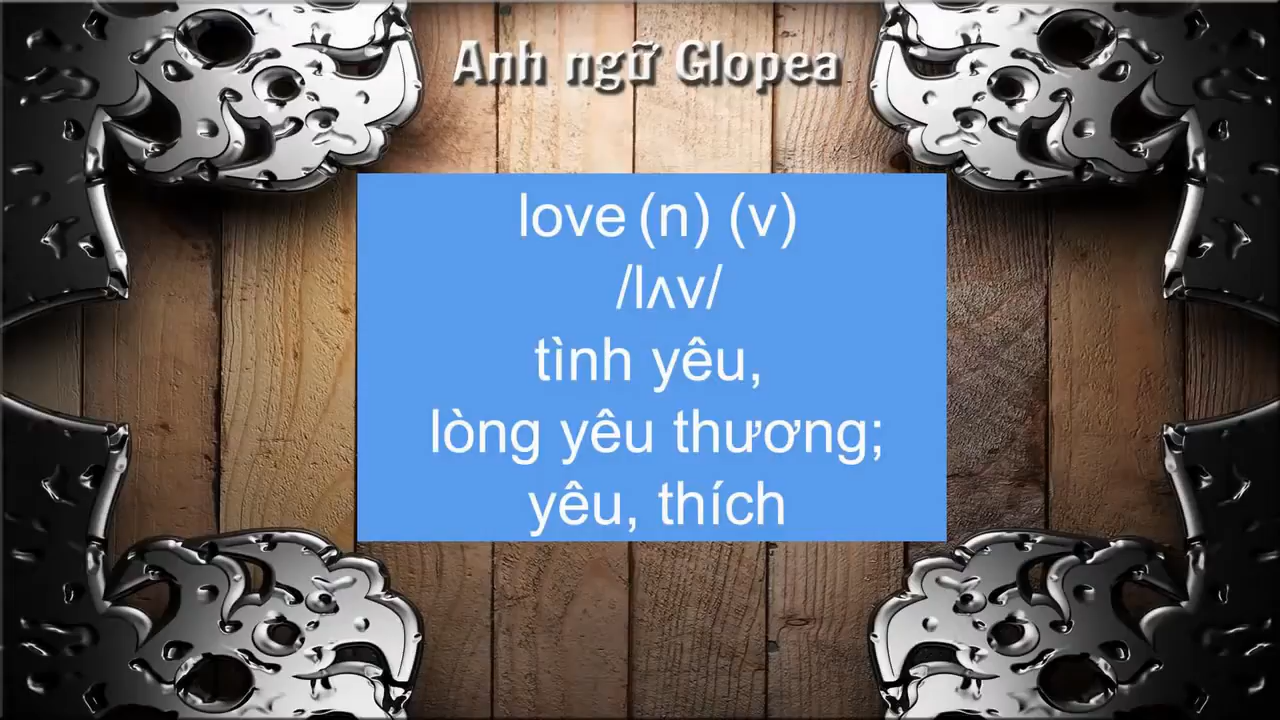 Anh ngữ Glopea
love (n) (v)
/lʌv/
tình yêu,
lòng yêu thương;
yêu, thích